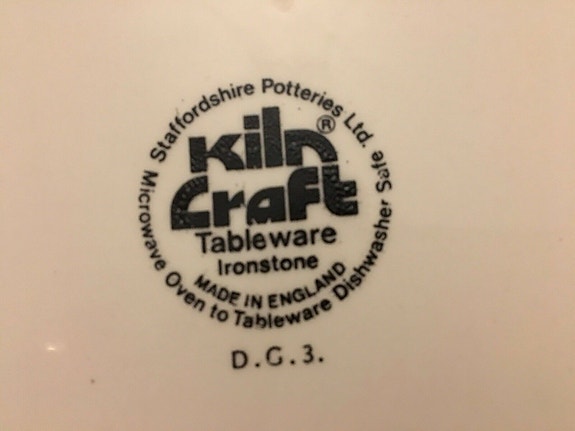 Staffordshire Potteries Ltd.
Kiln®
Craft
Tableware
Ironstone
MADE IN ENGLAND
Microwave Oven to Tableware Dishwasher Safe
D.G.3.